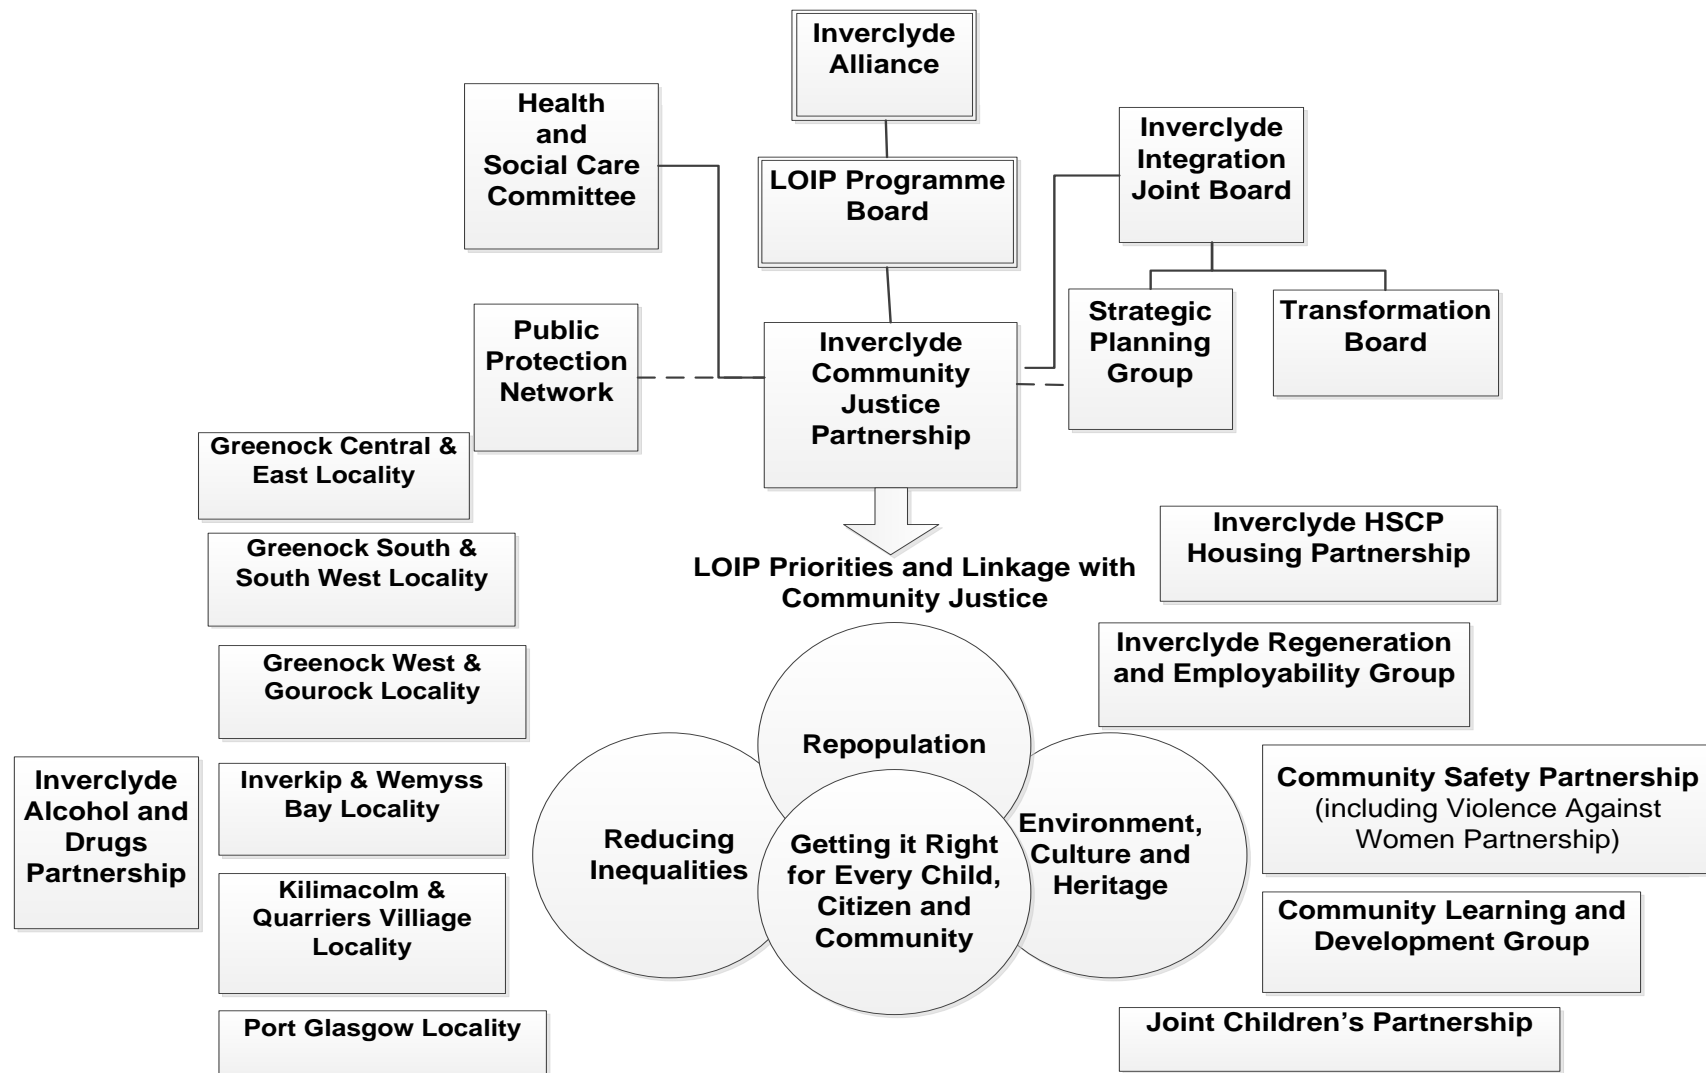 Inverclyde
Alliance
Health
and
Social Care
Committee
LOIP Programme
Board
Inverclyde
Integration
Joint Board
Public
Protection
Network
Inverclyde
Community
Justice
Partnership
Strategic
Planning
Group
Transformation
Board
Greenock Central &
East Locality
Greenock South &
South West Locality
Greenock West &
Gourock Locality
Inverclyde
Alcohol and
Drugs
Partnership
Inverkip & Wemyss
Bay Locality
Kilimacolm &
Quarriers Villiage
Locality
Port Glasgow Locality
LOIP Priorities and Linkage with
Community Justice
Repopulation
Reducing
Inequalities
Getting it Right
for Every Child,
Citizen and
Community
Environment,
Culture and
Heritage
Inverclyde HSCP
Housing Partnership
Inverclyde Regeneration
and Employability Group
Community Safety Partnership
(including Violence Against
Women Partnership)
Community Learning and
Development Group
Joint Children’s Partnership